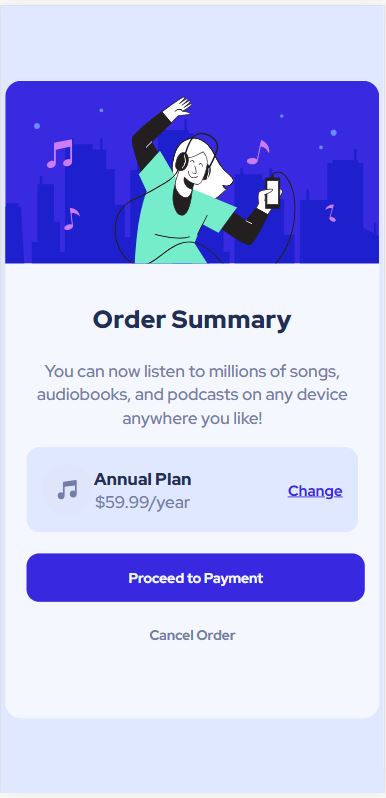 Order Summary
You can now listen to millions of songs,
audiobooks, and podcasts on any device
anywhere you like!
Annual Plan
$59.99/year
Change
Proceed to Payment
Cancel Order